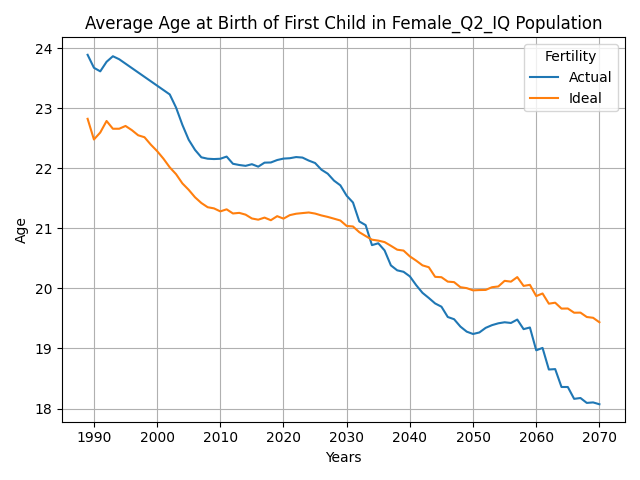 Average Age at Birth of First Child in Female_Q2_IQ Population
Fertility
Actual
Ideal
Age
24
23
22
21
20
19
18
1990 2000 2010 2020 2030 2040 2050 2060 2070
Years